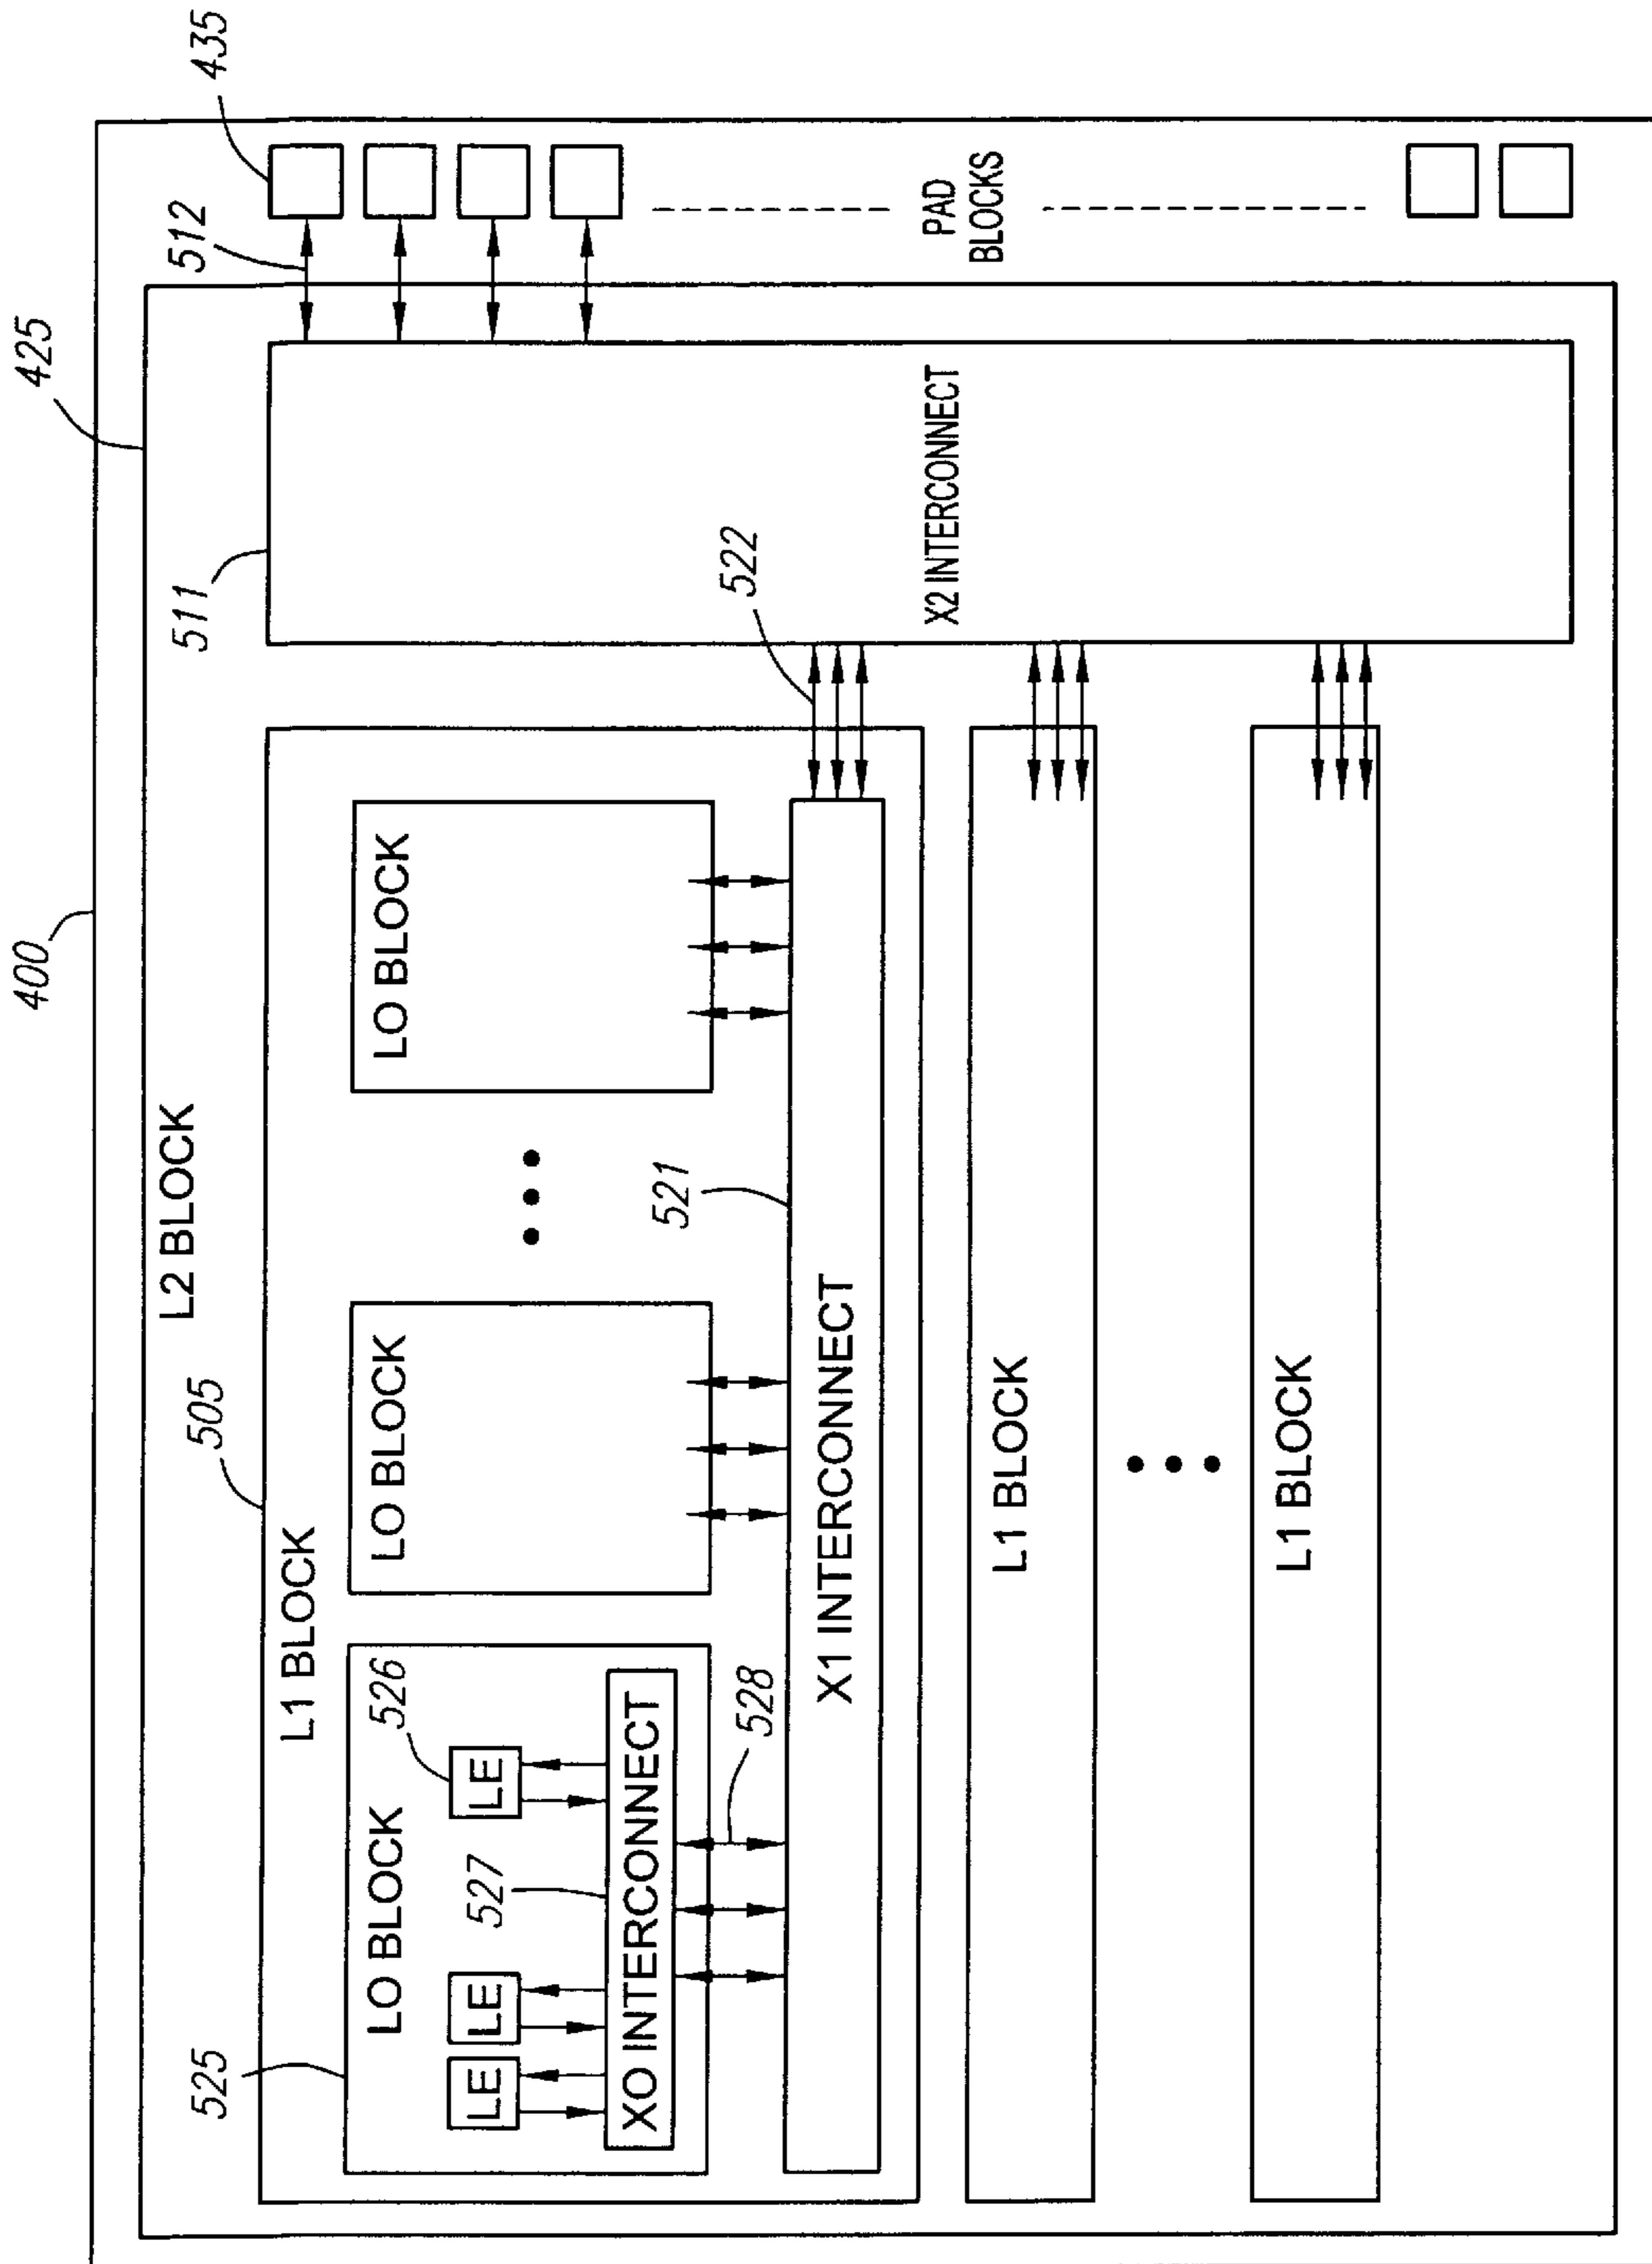 400
425
L2 BLOCK
525
505
511
512
435
L1 BLOCK
LO BLOCK
526
LO BLOCK
LO BLOCK
LE
LE
LE
527
XO INTERCONNECT
521
528
522
X1 INTERCONNECT
X2 INTERCONNECT
PAD
BLOCKS
L1 BLOCK
L1 BLOCK